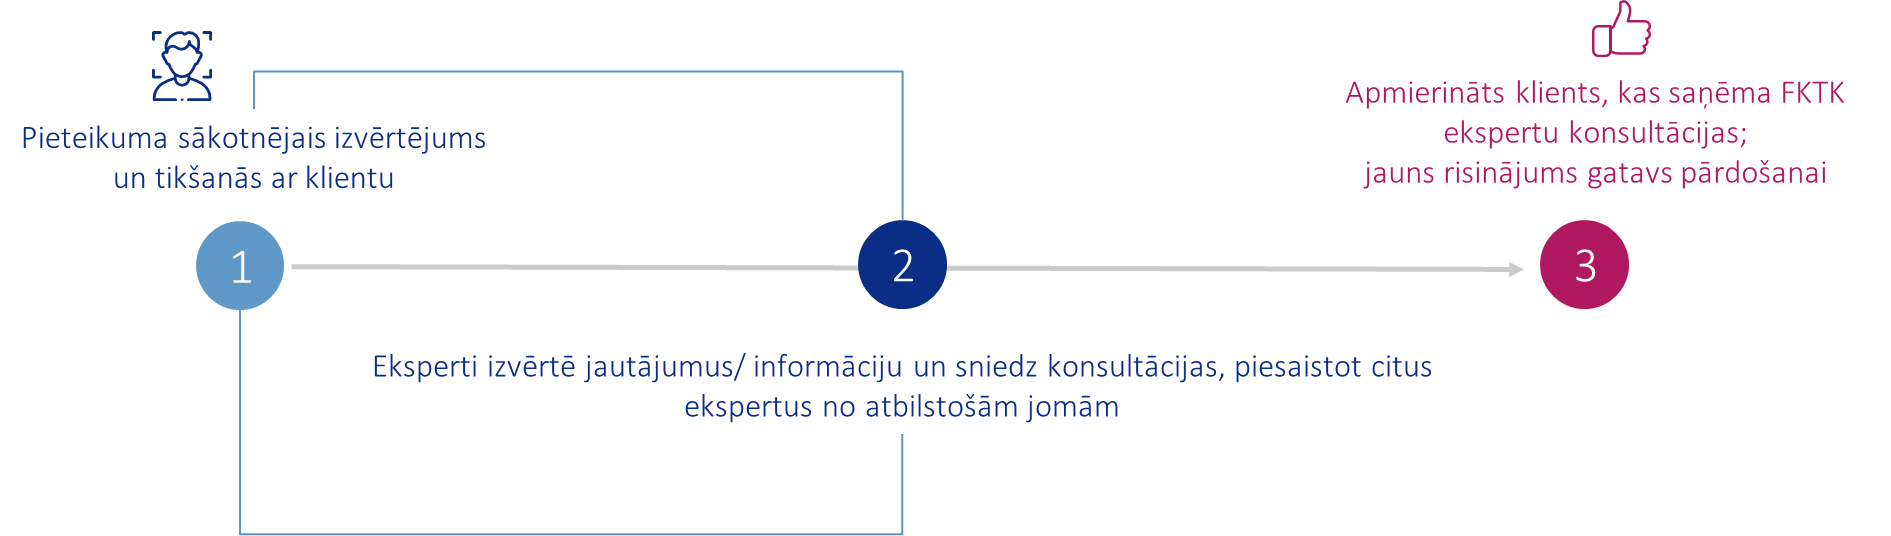 Pieteikuma sākotnējais izvērtējums
un tikšanās ar klientu
Apmierināts klients, kas saņēma FKTK
ekspertu konsultācijas;
jauns risinājums gatavs pārdošanai
1
2
3
Eksperti izvērtē jautājumus/ informāciju un sniedz konsultācijas, piesaistot citus
ekspertus no atbilstošām jomām